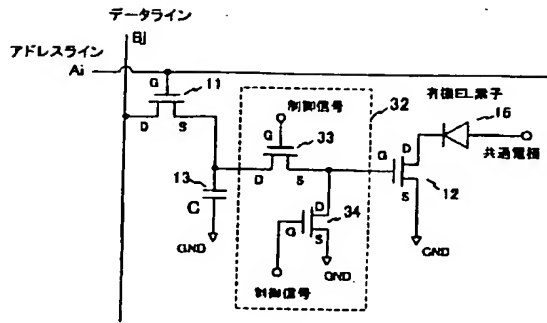 データライン
Bj
アドレスライン
Ai
G
11
D
S
制御信号
32
G
33
D
S
13
C
GND
D
34
G
S
GND
制御信号
有機EL素子
16
共通電極
G
D
12
S
GND